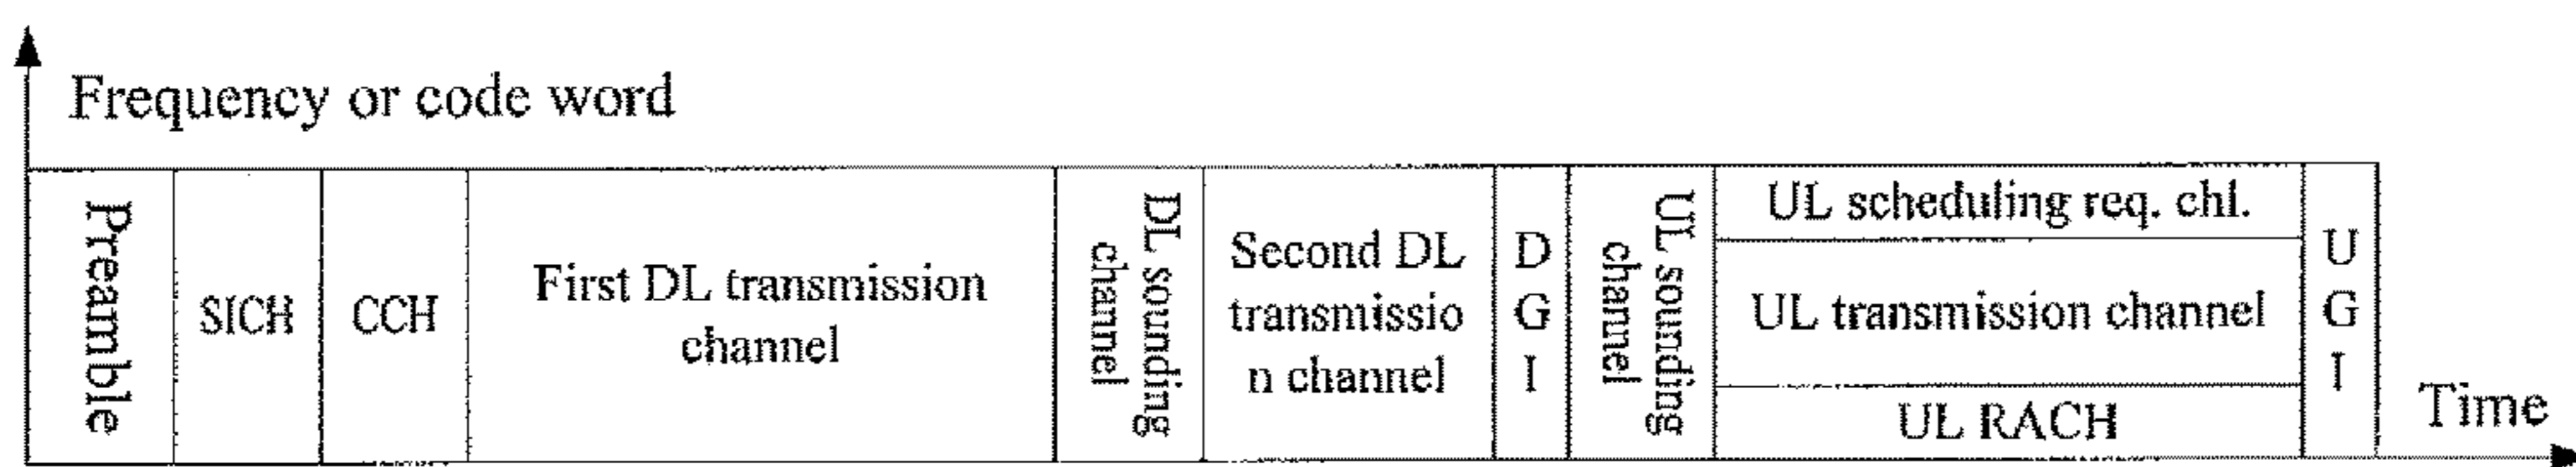 Frequency or code word
Preamble
SICH
CCH
First DL transmission
channel
DL sounding
channel
Second DL
transmissio
n channel
D
G
I
UL sounding
channel
UL scheduling req. chl.
UL transmission channel
UL RACH
U
G
I
Time